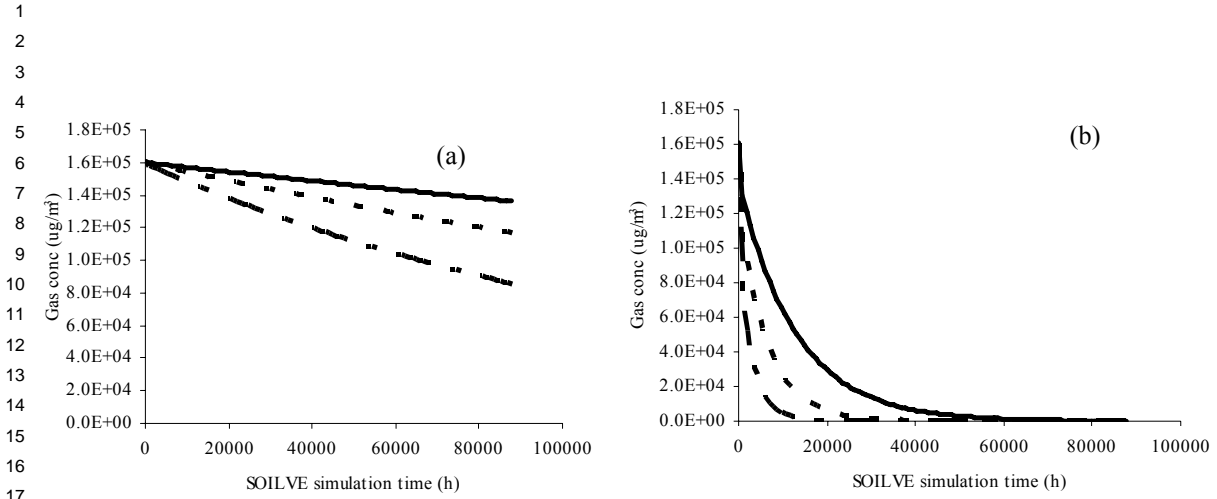 1
2
3
4
5
6
7
8
9
10
11
12
13
14
15
16
17
(a)
Gas conc (ug/m³)
1.8E+05
1.6E+05
1.4E+05
1.2E+05
1.0E+05
8.0E+04
6.0E+04
4.0E+04
2.0E+04
0.0E+00
0 20000 40000 60000 80000 100000
SOILVE simulation time (h)
(b)
Gas conc (ug/m³)
1.8E+05
1.6E+05
1.4E+05
1.2E+05
1.0E+05
8.0E+04
6.0E+04
4.0E+04
2.0E+04
0.0E+00
0 20000 40000 60000 80000 100000
SOILVE simulation time (h)